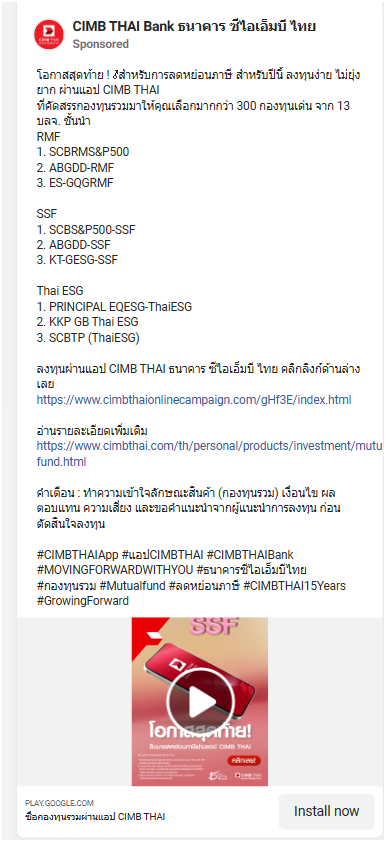 CIMB THAI Bank ธนาคาร ซีไอเอ็มบี ไทย
Sponsored
โอกาสสุดท้าย ! สำหรับการลดหย่อนภาษี สำหรับปีนี้ ลงทุนง่าย ไม่ยุ่ง
ยาก ผ่านแอป CIMB THAI
ที่คัดสรรกองทุนรวมมาให้คุณเลือกมากกว่า 300 กองทุนเด่น จาก 13
บลจ. ชั้นนำ
RMF
1. SCBRMS&P500
2. ABGDD-RMF
3. ES-GQGRMF
SSF
1. SCBS&P500-SSF
2. ABGDD-SSF
3. KT-GESG-SSF
Thai ESG
1. PRINCIPAL EQESG-ThaiESG
2. KKP GB Thai ESG
3. SCBTP (ThaiESG)
ลงทุนผ่านแอป CIMB THAI ธนาคาร ซีไอเอ็มบี ไทย คลิกลิงก์ด้านล่าง
เลย
https://www.cimbthaionlinecampaign.com/gHf3E/index.html
อ่านรายละเอียดเพิ่มเติม
https://www.cimbthai.com/th/personal/products/investment/mutu
fund.html
คำเตือน : ทำความเข้าใจลักษณะสินค้า (กองทุนรวม) เงื่อนไข ผล
ตอบแทน ความเสี่ยง และขอคำแนะนำจากผู้แนะนำการลงทุน ก่อน
ตัดสินใจลงทุน
#CIMBTHAIApp #แอปCIMBTHAI #CIMBTHAIBank
#MOVINGFORWARDWITHYOU #ธนาคารซีไอเอ็มบีไทย
#กองทุนรวม #Mutualfund #ลดหย่อนภาษี #CIMBTHAI15Years
#GrowingForward
SSF
โอกาสสุดท้าย!
คลิกเลย!
CIMB THAI
PLAY.GOOGLE.COM
ซื้อกองทุนรวมผ่านแอป CIMB THAI
Install now